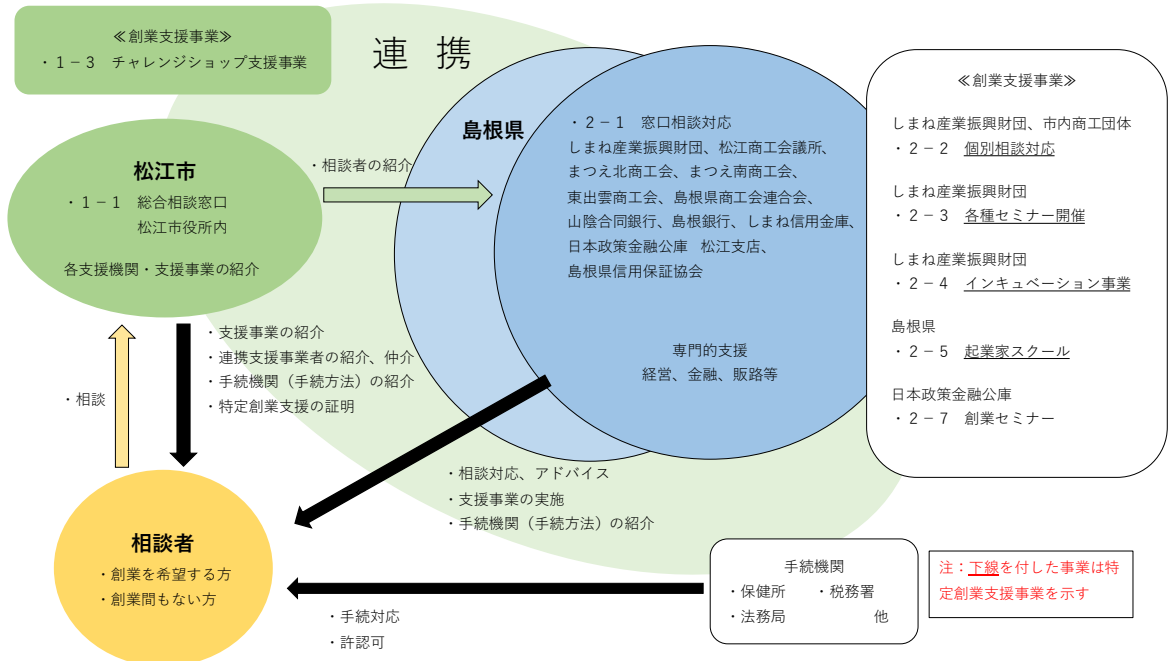 ≪創業支援事業≫
・１－３　チャレンジショップ支援事業
連　携
松江市
・１－１　総合相談窓口
松江市役所内
各支援機関・支援事業の紹介
・相談者の紹介
島根県
・２－１　窓口相談対応
しまね産業振興財団、松江商工会議所、
まつえ北商工会、まつえ南商工会、
東出雲商工会、島根県商工会連合会、
山陰合同銀行、島根銀行、しまね信用金庫、
日本政策金融公庫　松江支店、
島根県信用保証協会
専門的支援
経営、金融、販路等
≪創業支援事業≫
しまね産業振興財団、市内商工団体
・２－２　個別相談対応
しまね産業振興財団
・２－３　各種セミナー開催
しまね産業振興財団
・２－４　インキュベーション事業
島根県
・２－５　起業家スクール
日本政策金融公庫
・２－７　創業セミナー
・相談
・支援事業の紹介
・連携支援事業者の紹介、仲介
・手続機関（手続方法）の紹介
・特定創業支援の証明
・相談対応、アドバイス
・支援事業の実施
・手続機関（手続方法）の紹介
相談者
・創業を希望する方
・創業間もない方
・手続対応
・許認可
手続機関
・保健所　・税務署
・法務局　　他
注：下線を付した事業は特
定創業支援事業を示す